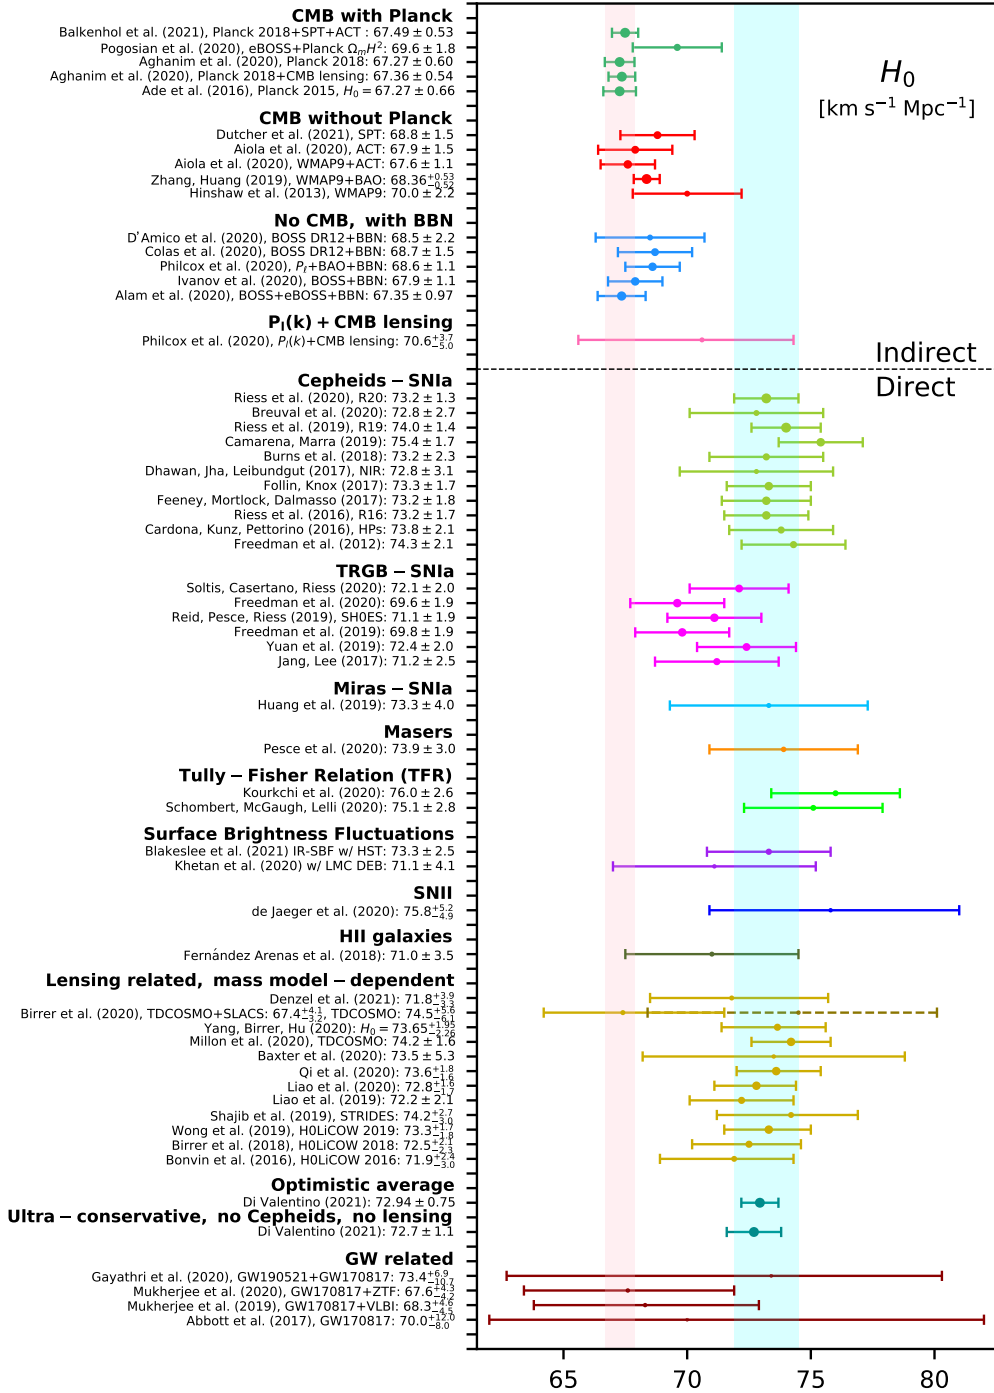 CMB with Planck
Balkenhol et al. (2021), Planck 2018+SPT+ACT : 67.49 ± 0.53
Pogosian et al. (2020), eBOSS+Planck Ω_mH²: 69.6 ± 1.8
Aghanim et al. (2020), Planck 2018: 67.27 ± 0.60
Aghanim et al. (2020), Planck 2018+CMB lensing: 67.36 ± 0.54
Ade et al. (2016), Planck 2015, H₀ = 67.27 ± 0.66
H₀
[km s⁻¹ Mpc⁻¹]
CMB without Planck
Dutcher et al. (2021), SPT: 68.8 ± 1.5
Aiola et al. (2020), ACT: 67.9 ± 1.5
Aiola et al. (2020), WMAP9+ACT: 67.6 ± 1.1
Zhang, Huang (2019), WMAP9+BAO: 68.36^{+0.53}_{−0.52}
Hinshaw et al. (2013), WMAP9: 70.0 ± 2.2
No CMB, with BBN
D'Amico et al. (2020), BOSS DR12+BBN: 68.5 ± 2.2
Colas et al. (2020), BOSS DR12+BBN: 68.7 ± 1.5
Philcox et al. (2020), P_ℓ+BAO+BBN: 68.6 ± 1.1
Ivanov et al. (2020), BOSS+BBN: 67.9 ± 1.1
Alam et al. (2020), BOSS+eBOSS+BBN: 67.35 ± 0.97
P_l(k) + CMB lensing
Philcox et al. (2020), P_l(k)+CMB lensing: 70.6^{+3.7}_{−5.0}
Indirect
Direct
Cepheids − SNIa
Riess et al. (2020), R20: 73.2 ± 1.3
Breuval et al. (2020): 72.8 ± 2.7
Riess et al. (2019), R19: 74.0 ± 1.4
Camarena, Marra (2019): 75.4 ± 1.7
Burns et al. (2018): 73.2 ± 2.3
Dhawan, Jha, Leibundgut (2017), NIR: 72.8 ± 3.1
Follin, Knox (2017): 73.3 ± 1.7
Feeney, Mortlock, Dalmasso (2017): 73.2 ± 1.8
Riess et al. (2016), R16: 73.2 ± 1.7
Cardona, Kunz, Pettorino (2016), HPs: 73.8 ± 2.1
Freedman et al. (2012): 74.3 ± 2.1
TRGB − SNIa
Soltis, Casertano, Riess (2020): 72.1 ± 2.0
Freedman et al. (2020): 69.6 ± 1.9
Reid, Pesce, Riess (2019), SH0ES: 71.1 ± 1.9
Freedman et al. (2019): 69.8 ± 1.9
Yuan et al. (2019): 72.4 ± 2.0
Jang, Lee (2017): 71.2 ± 2.5
Miras − SNIa
Huang et al. (2019): 73.3 ± 4.0
Masers
Pesce et al. (2020): 73.9 ± 3.0
Tully − Fisher Relation (TFR)
Kourkchi et al. (2020): 76.0 ± 2.6
Schombert, McGaugh, Lelli (2020): 75.1 ± 2.8
Surface Brightness Fluctuations
Blakeslee et al. (2021) IR-SBF w/ HST: 73.3 ± 2.5
Khetan et al. (2020) w/ LMC DEB: 71.1 ± 4.1
SNII
de Jaeger et al. (2020): 75.8^{+5.2}_{−4.9}
HII galaxies
Fernández Arenas et al. (2018): 71.0 ± 3.5
Lensing related, mass model − dependent
Denzel et al. (2021): 71.8^{+3.9}_{−3.3}
Birrer et al. (2020), TDCOSMO+SLACS: 67.4^{+4.1}_{−3.2}, TDCOSMO: 74.5^{+5.6}_{−6.1}
Yang, Birrer, Hu (2020): H₀ = 73.65^{+1.95}_{−2.26}
Millon et al. (2020), TDCOSMO: 74.2 ± 1.6
Baxter et al. (2020): 73.5 ± 5.3
Qi et al. (2020): 73.6^{+1.8}_{−1.6}
Liao et al. (2020): 72.8^{+1.6}_{−1.7}
Liao et al. (2019): 72.2 ± 2.1
Shajib et al. (2019), STRIDES: 74.2^{+2.7}_{−3.0}
Wong et al. (2019), H0LiCOW 2019: 73.3^{+1.7}_{−1.8}
Birrer et al. (2018), H0LiCOW 2018: 72.5^{+2.1}_{−2.3}
Bonvin et al. (2016), H0LiCOW 2016: 71.9^{+2.4}_{−3.0}
Optimistic average
Di Valentino (2021): 72.94 ± 0.75
Ultra − conservative, no Cepheids, no lensing
Di Valentino (2021): 72.7 ± 1.1
GW related
Gayathri et al. (2020), GW190521+GW170817: 73.4^{+6.9}_{−10.7}
Mukherjee et al. (2020), GW170817+ZTF: 67.6^{+4.3}_{−4.2}
Mukherjee et al. (2019), GW170817+VLBI: 68.3^{+4.6}_{−4.5}
Abbott et al. (2017), GW170817: 70.0^{+12.0}_{−8.0}
65 70 75 80